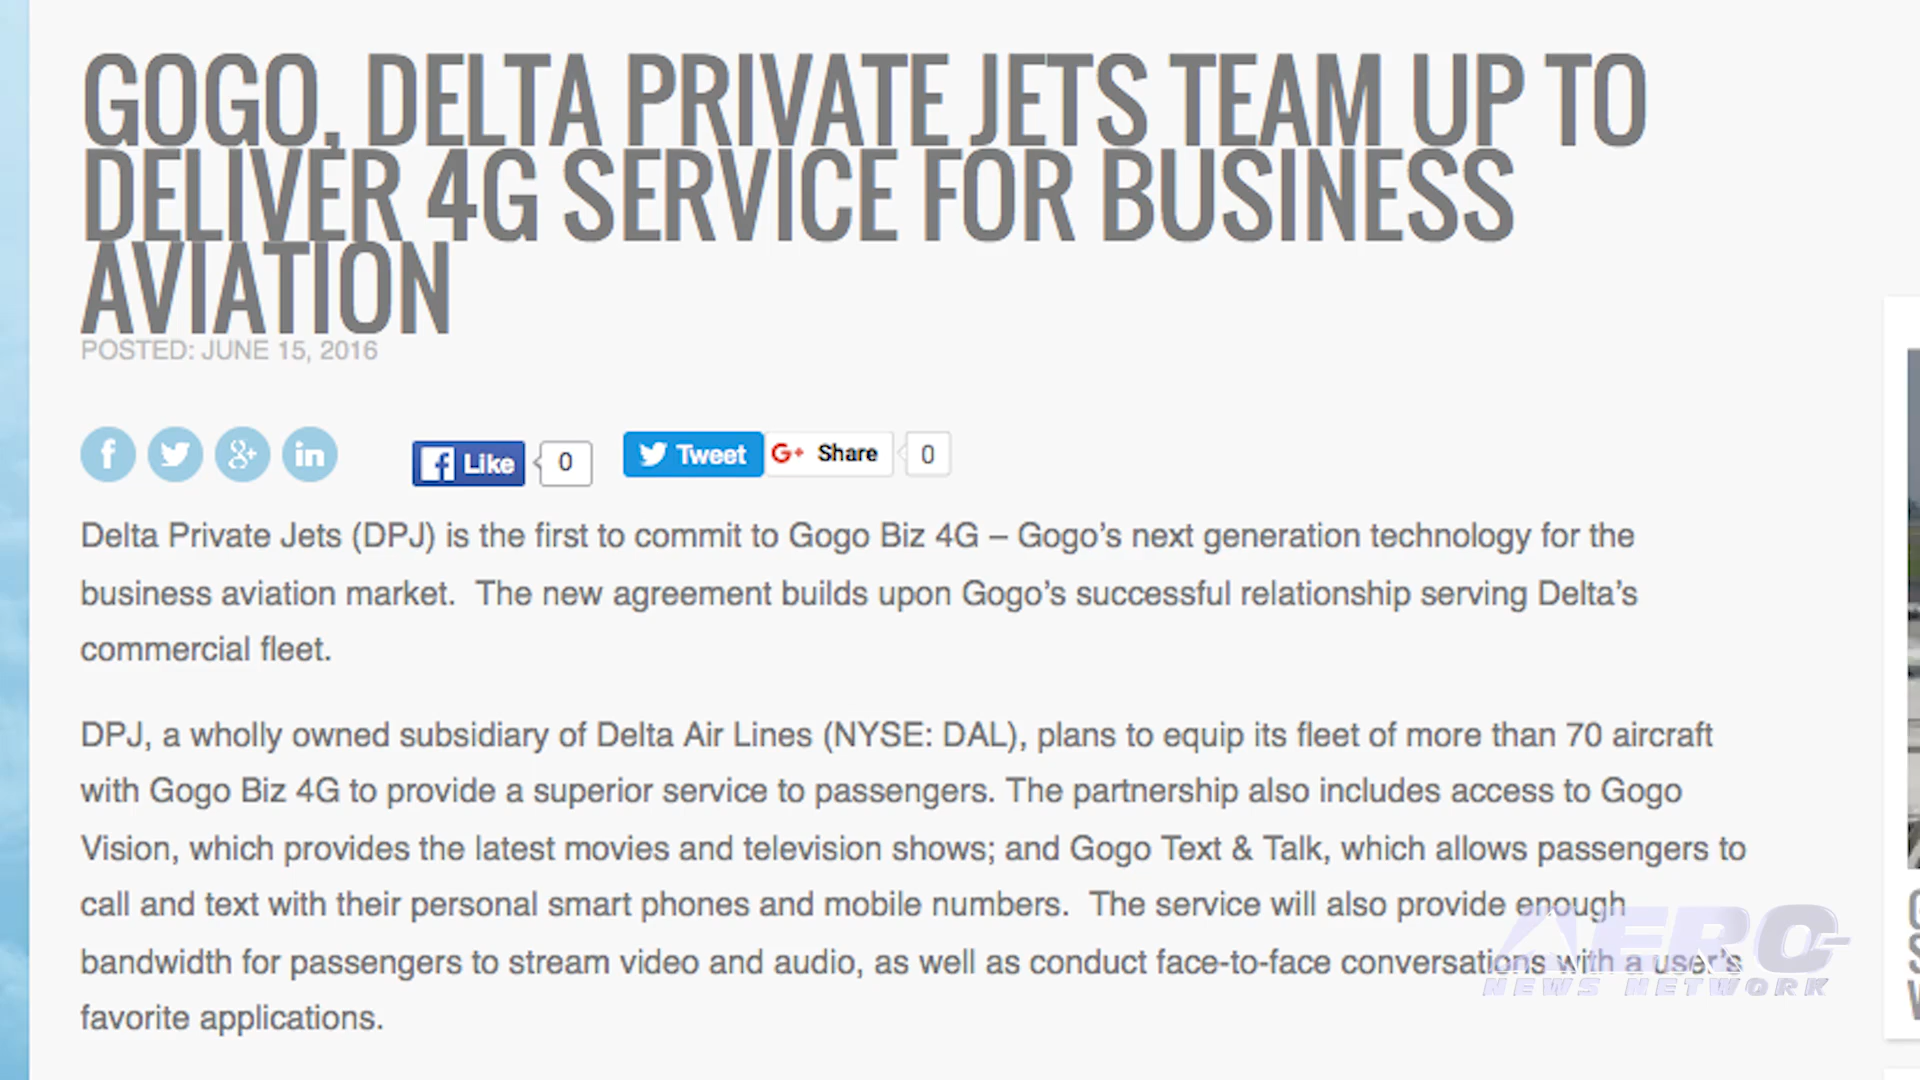 GOGO, DELTA PRIVATE JETS TEAM UP TO
DELIVER 4G SERVICE FOR BUSINESS
AVIATION
POSTED: JUNE 15, 2016
Like
0
Tweet
G+ Share
0
Delta Private Jets (DPJ) is the first to commit to Gogo Biz 4G – Gogo’s next generation technology for the
business aviation market.  The new agreement builds upon Gogo’s successful relationship serving Delta’s
commercial fleet.
DPJ, a wholly owned subsidiary of Delta Air Lines (NYSE: DAL), plans to equip its fleet of more than 70 aircraft
with Gogo Biz 4G to provide a superior service to passengers. The partnership also includes access to Gogo
Vision, which provides the latest movies and television shows; and Gogo Text & Talk, which allows passengers to
call and text with their personal smart phones and mobile numbers.  The service will also provide enough
bandwidth for passengers to stream video and audio, as well as conduct face-to-face conversations with a user’s
favorite applications.
AERO-
NEWS NETWORK